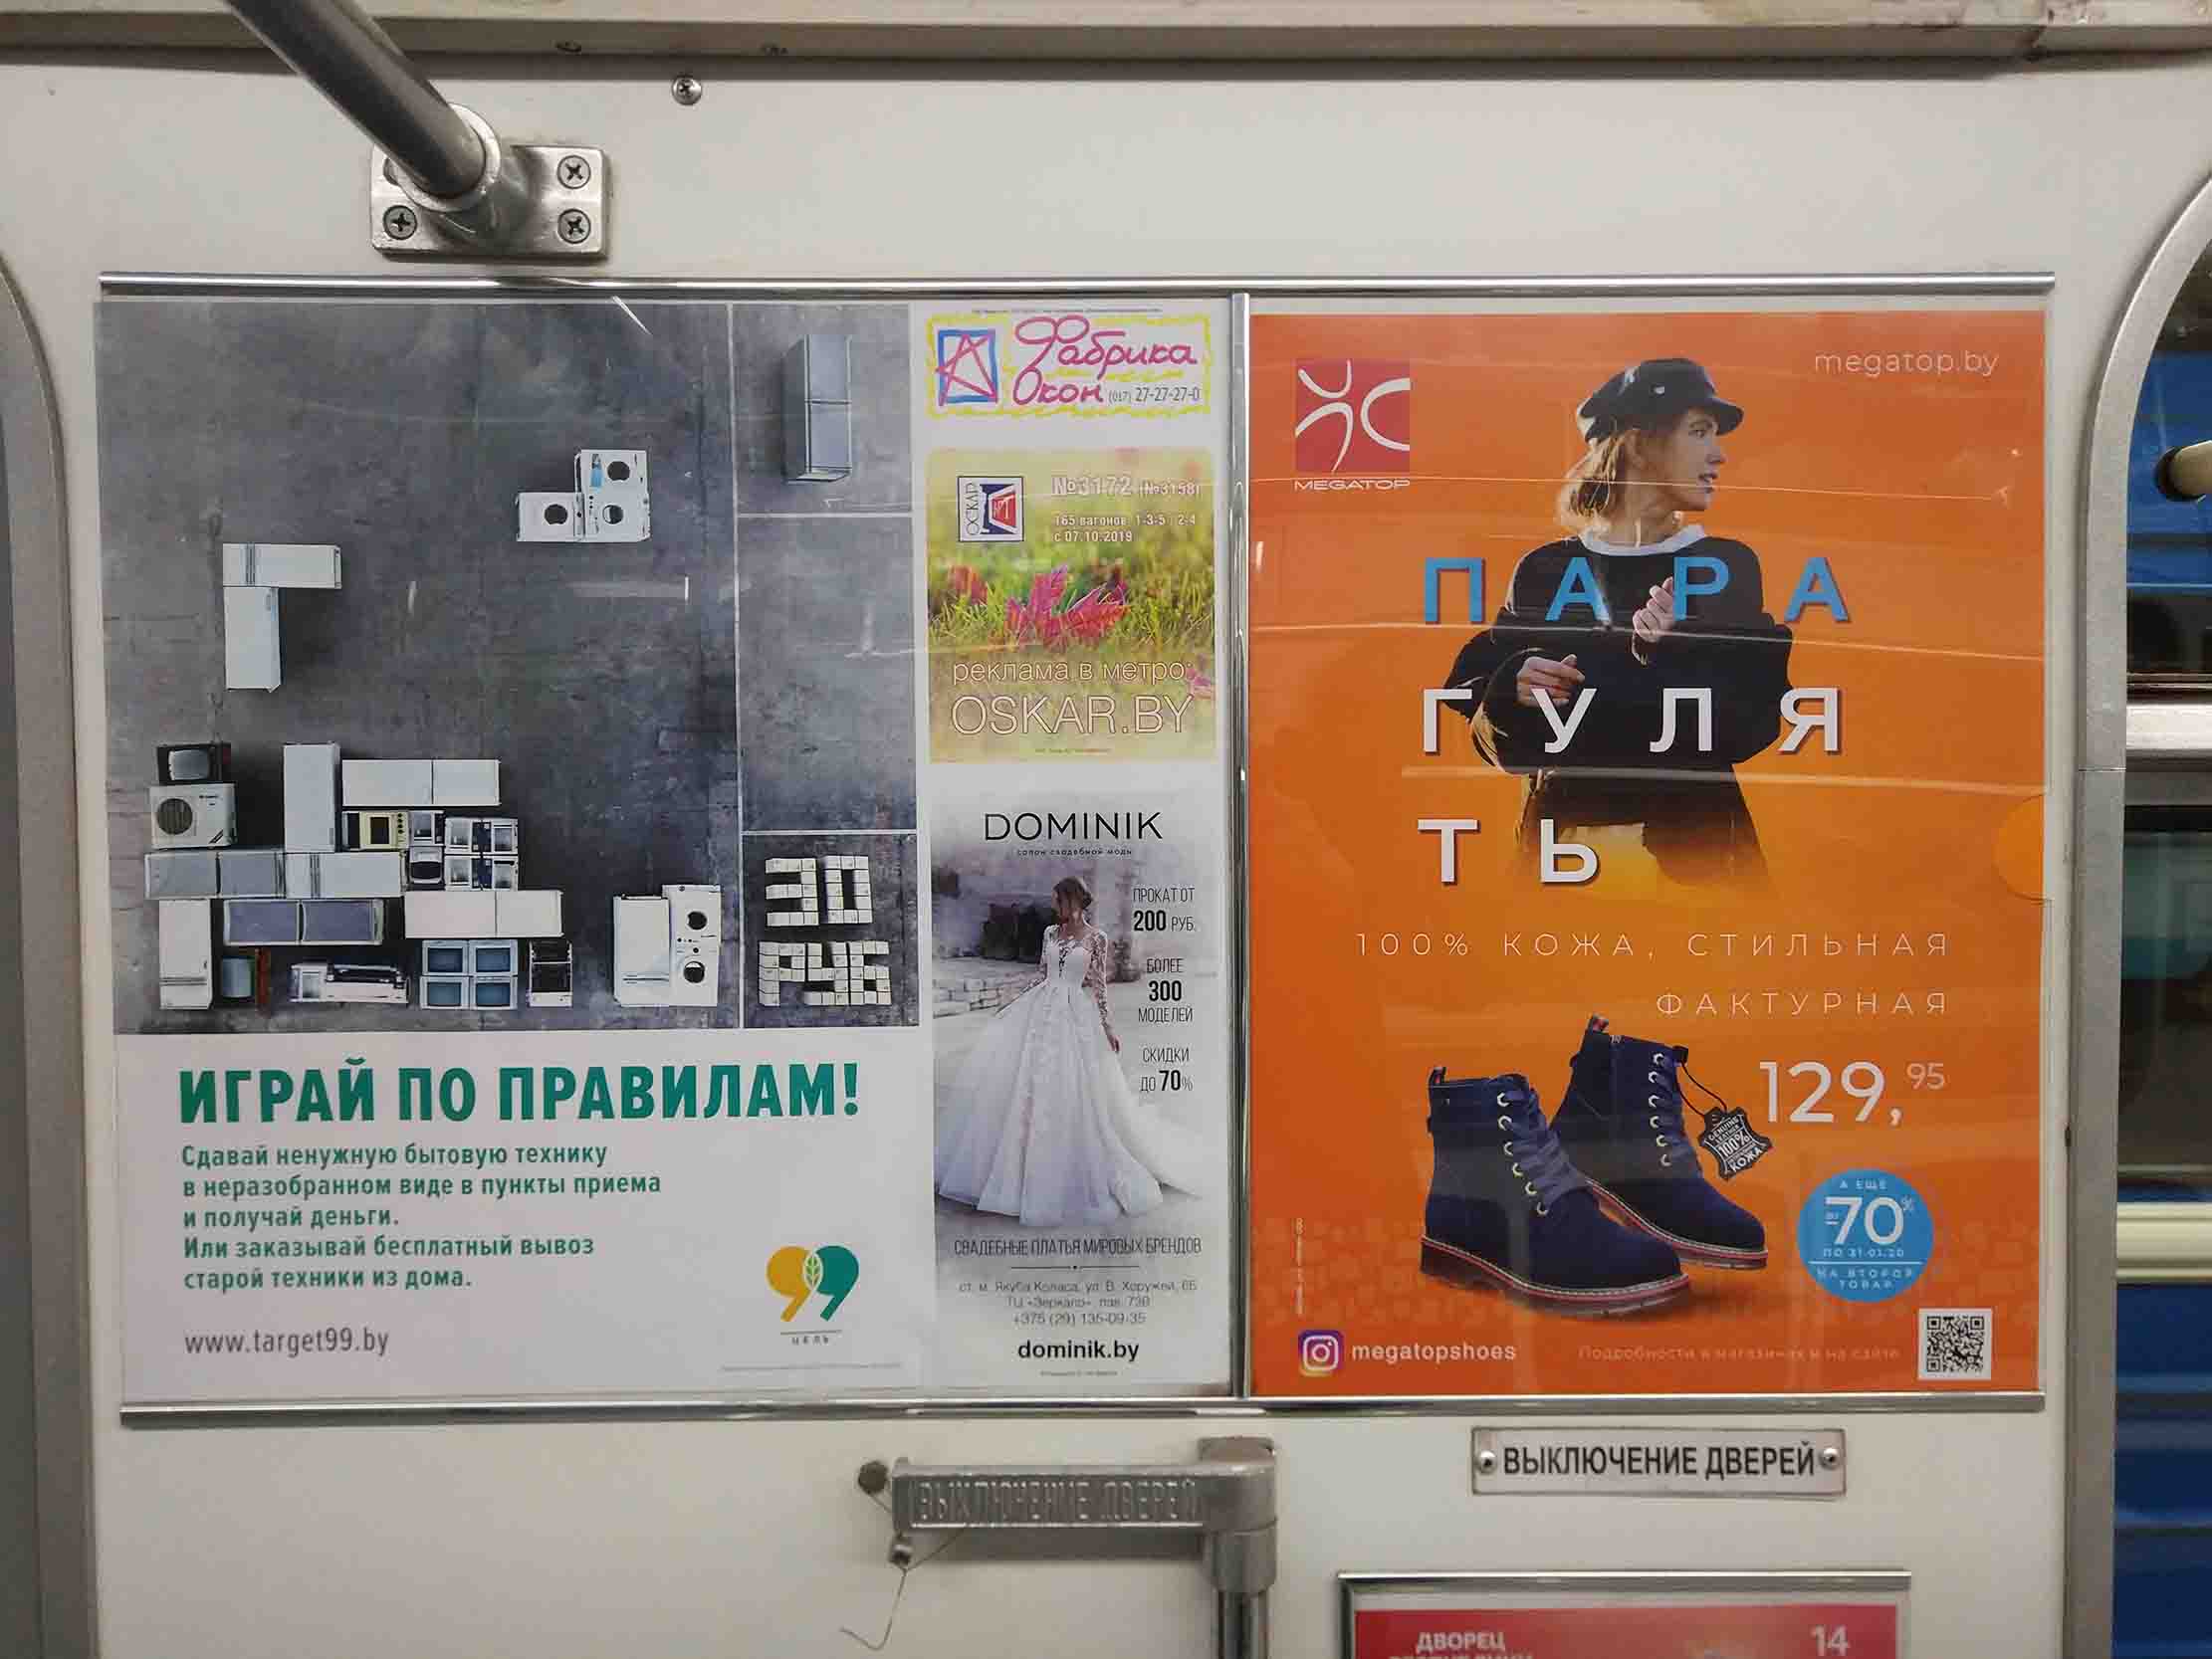 30
РУБ
ИГРАЙ ПО ПРАВИЛАМ!
Сдавай ненужную бытовую технику
в неразобранном виде в пункты приема
и получай деньги.
Или заказывай бесплатный вывоз
старой техники из дома.
www.target99.by
99
ЦЕЛЬ
Фабрика
Окон (017) 27-27-27-0
ОСКАР
№3172 (№3158)
165 вагонов 1-3-5 2-4
с 07.10.2019
реклама в метро:
OSKAR.BY
DOMINIK
салон свадебной моды
ПРОКАТ ОТ
200 РУБ.
БОЛЕЕ
300
МОДЕЛЕЙ
СКИДКИ
ДО 70%
СВАДЕБНЫЕ ПЛАТЬЯ МИРОВЫХ БРЕНДОВ
ст. м. Якуба Коласа, ул. В. Хоружей, 6Б
ТЦ «Зеркало» пав. 72В
+375 (29) 135-09-35
dominik.by
MEGATOP
megatop.by
ПАРА
ГУЛЯ
ТЬ
100% КОЖА, СТИЛЬНАЯ
ФАКТУРНАЯ
129,95
GENUINE
100%
КОЖА
А ЕЩЁ
-70%
ПО 31.01.20
НА ВТОРОЙ
ТОВАР
megatopshoes
Подробности в магазинах и на сайте
ВЫКЛЮЧЕНИЕ ДВЕРЕЙ
ВЫКЛЮЧЕНИЕ ДВЕРЕЙ
ДВОРЕЦ
14